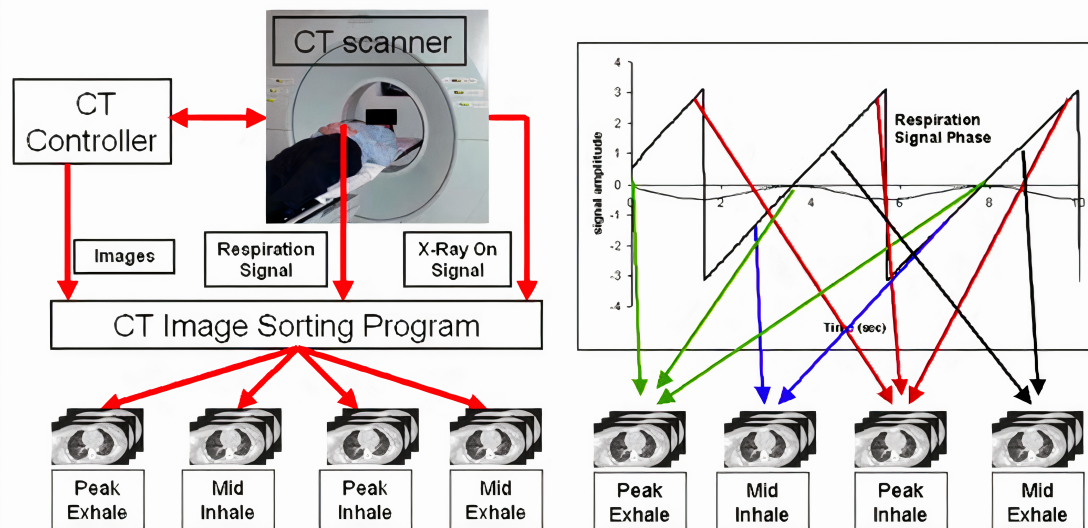 CT scanner
CT
Controller
Images
Respiration
Signal
X-Ray On
Signal
CT Image Sorting Program
Peak
Exhale
Mid
Inhale
Peak
Inhale
Mid
Exhale
signal amplitude
4
3
2
1
0
-1
-2
-3
-4
0
2
4
6
8
10
Respiration
Signal Phase
Time (sec)
Peak
Exhale
Mid
Inhale
Peak
Inhale
Mid
Exhale